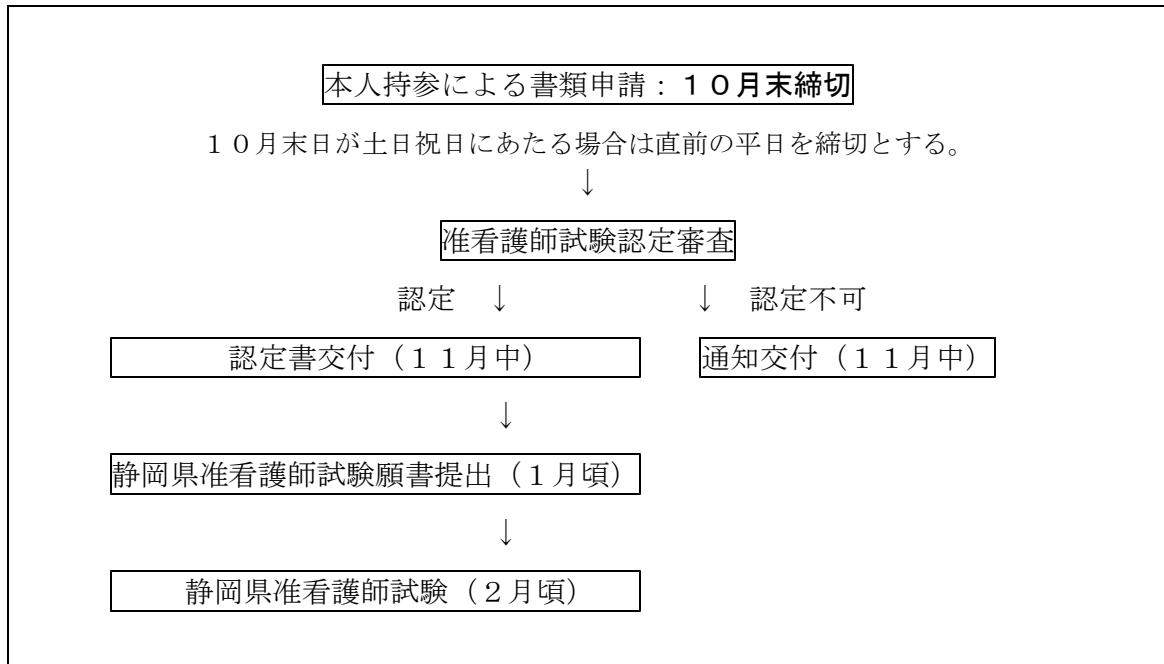 本人持参による書類申請：１０月末締切
１０月末日が土日祝日にあたる場合は直前の平日を締切とする。
↓
准看護師試験認定審査
認定　↓　↓　認定不可
認定書交付（１１月中）　通知交付（１１月中）
↓
静岡県准看護師試験願書提出（１月頃）
↓
静岡県准看護師試験（２月頃）